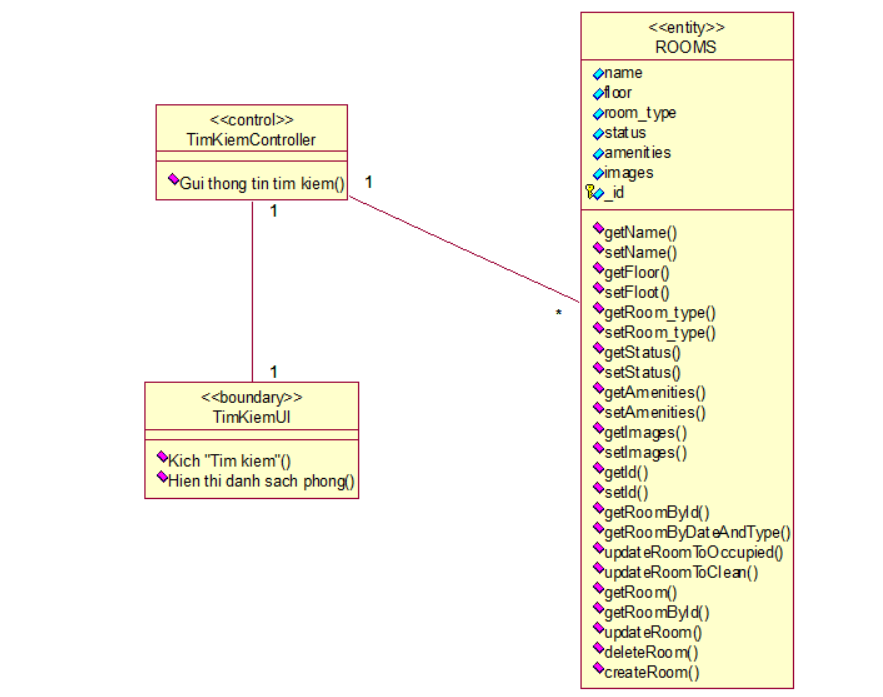 <<control>>
TimKiemController
Gui thong tin tim kiem()
1
1
1
*
<<boundary>>
TimKiemUI
Kich "Tim kiem"()
Hien thi danh sach phong()
<<entity>>
ROOMS
name
floor
room_type
status
amenities
images
_id
getName()
setName()
getFloor()
setFloot()
getRoom_type()
setRoom_type()
getStatus()
setStatus()
getAmenities()
setAmenities()
getImages()
setImages()
getId()
setId()
getRoomById()
getRoomByDateAndType()
updateRoomToOccupied()
updateRoomToClean()
getRoom()
getRoomById()
updateRoom()
deleteRoom()
createRoom()